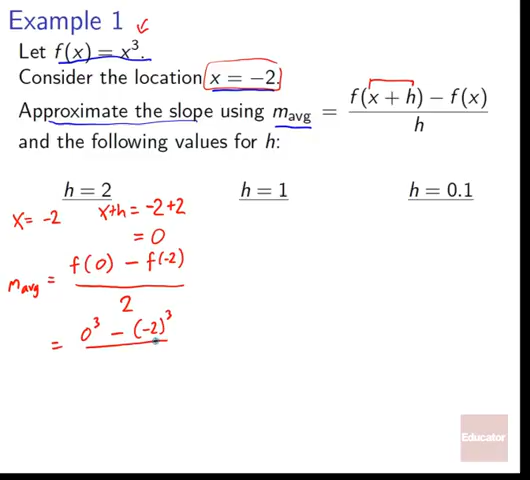 Example 1
Let f(x) = x³.
Consider the location x = −2.
Approximate the slope using m_avg = (f(x + h) − f(x)) / h
and the following values for h:
h = 2 h = 1 h = 0.1
x = -2 x+h = -2+2
= 0
m_avg = (f(0) − f(-2)) / 2
= 0³ − (-2)³
Educator